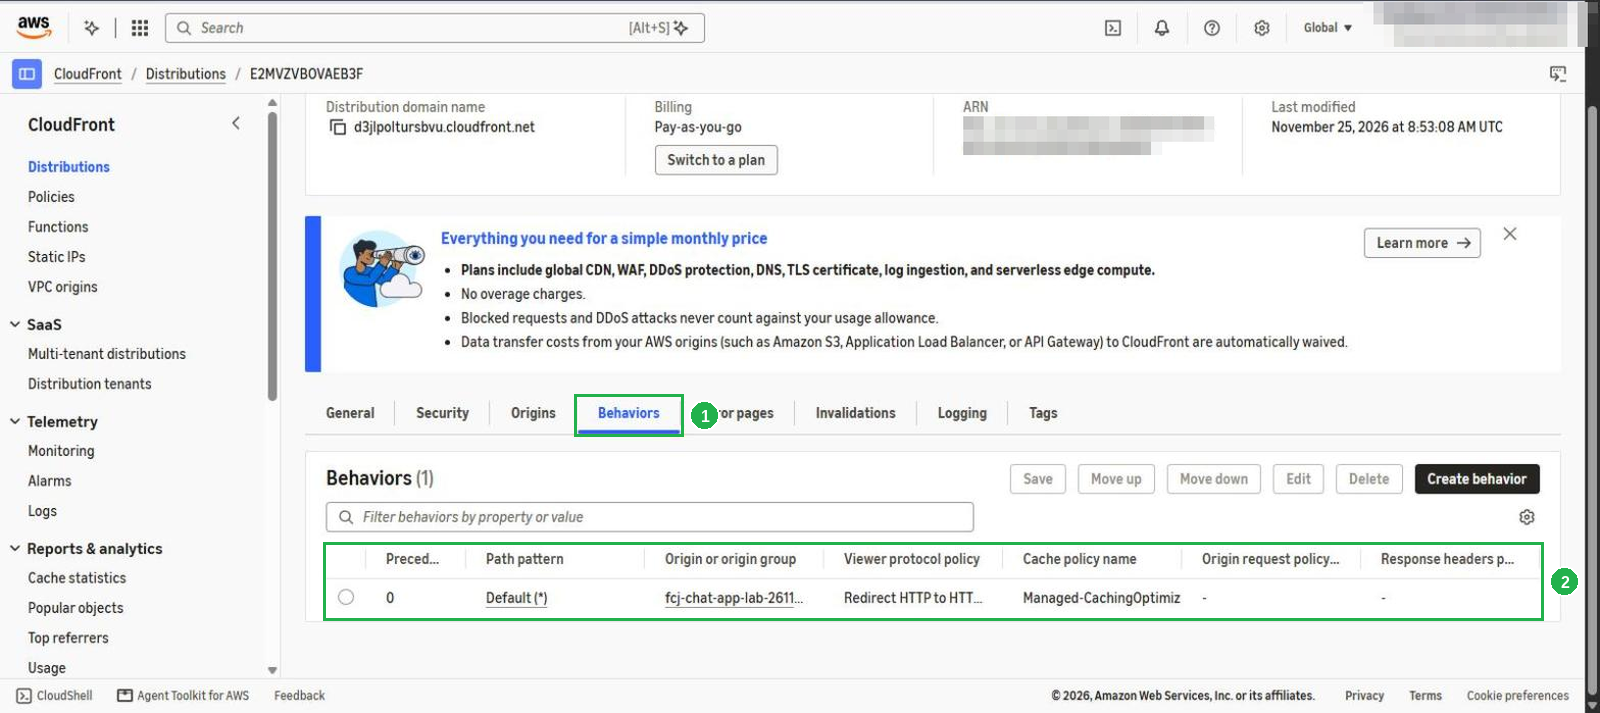 aws
Search
[Alt+S]
Global
CloudFront / Distributions / E2MVZVBOVAEB3F
CloudFront
Distributions
Policies
Functions
Static IPs
VPC origins
SaaS
Multi-tenant distributions
Distribution tenants
Telemetry
Monitoring
Alarms
Logs
Reports & analytics
Cache statistics
Popular objects
Top referrers
Usage
Distribution domain name
d3jlpoltursbvu.cloudfront.net
Billing
Pay-as-you-go
Switch to a plan
ARN
Last modified
November 25, 2026 at 8:53:08 AM UTC
Everything you need for a simple monthly price
• Plans include global CDN, WAF, DDoS protection, DNS, TLS certificate, log ingestion, and serverless edge compute.
• No overage charges.
• Blocked requests and DDoS attacks never count against your usage allowance.
• Data transfer costs from your AWS origins (such as Amazon S3, Application Load Balancer, or API Gateway) to CloudFront are automatically waived.
Learn more →
General Security Origins Behaviors 1 or pages Invalidations Logging Tags
Behaviors (1)
Save Move up Move down Edit Delete Create behavior
Filter behaviors by property or value
Preced... Path pattern Origin or origin group Viewer protocol policy Cache policy name Origin request policy... Response headers p...
2
0 Default (*) fcj-chat-app-lab-2611... Redirect HTTP to HTT... Managed-CachingOptimiz - -
CloudShell Agent Toolkit for AWS Feedback
© 2026, Amazon Web Services, Inc. or its affiliates. Privacy Terms Cookie preferences